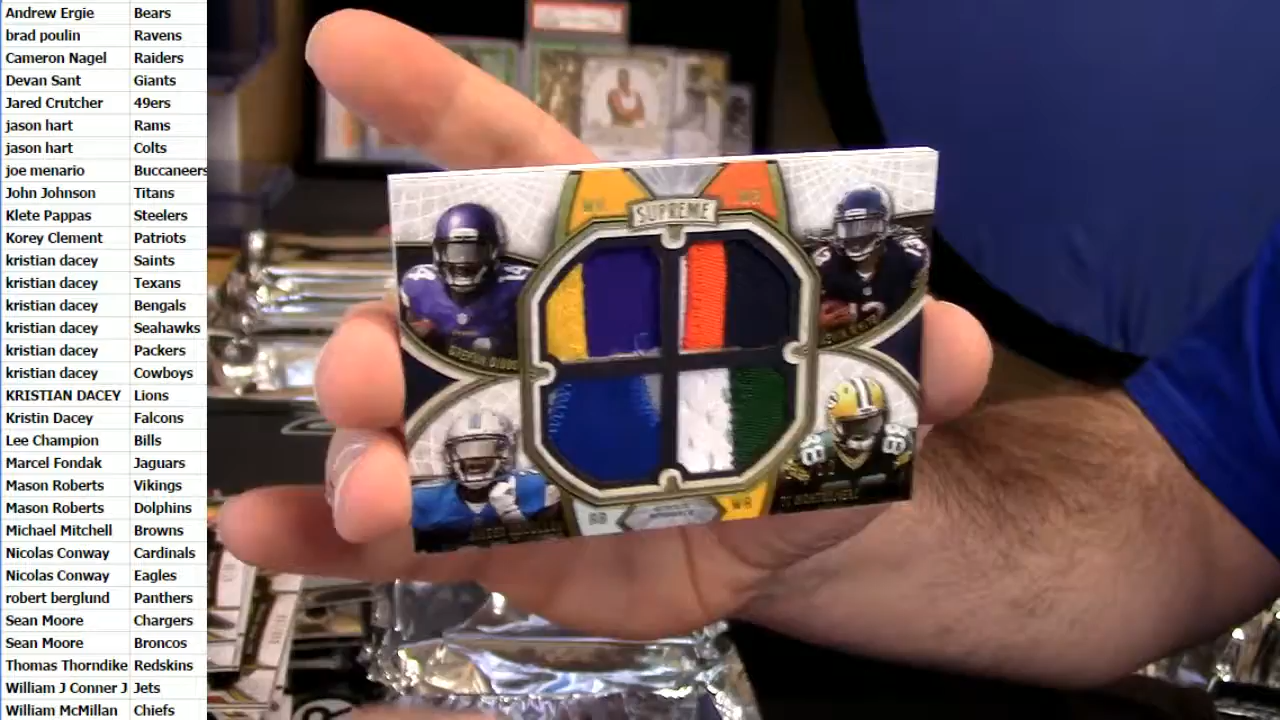 Andrew Ergie Bears
brad poulin Ravens
Cameron Nagel Raiders
Devan Sant Giants
Jared Crutcher 49ers
jason hart Rams
jason hart Colts
joe menario Buccaneers
John Johnson Titans
Klete Pappas Steelers
Korey Clement Patriots
kristian dacey Saints
kristian dacey Texans
kristian dacey Bengals
kristian dacey Seahawks
kristian dacey Packers
kristian dacey Cowboys
KRISTIAN DACEY Lions
Kristin Dacey Falcons
Lee Champion Bills
Marcel Fondak Jaguars
Mason Roberts Vikings
Mason Roberts Dolphins
Michael Mitchell Browns
Nicolas Conway Cardinals
Nicolas Conway Eagles
robert berglund Panthers
Sean Moore Chargers
Sean Moore Broncos
Thomas Thorndike Redskins
William J Conner J Jets
William McMillan Chiefs
WR
SUPREME
WR